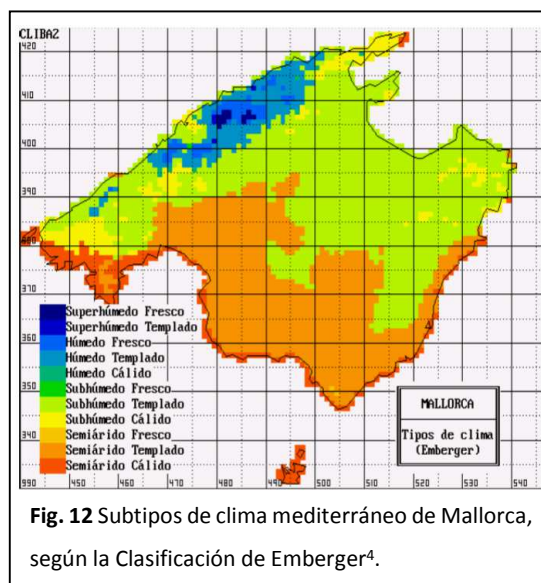 CLIBA2
420
410
400
390
380
370
360
350
340
990 450 460 470 480 490 500 510 520 530 540
Superhúmedo Fresco
Superhúmedo Templado
Húmedo Fresco
Húmedo Templado
Húmedo Cálido
Subhúmedo Fresco
Subhúmedo Templado
Subhúmedo Cálido
Semiárido Fresco
Semiárido Templado
Semiárido Cálido
MALLORCA
Tipos de clima
(Emberger)
Fig. 12 Subtipos de clima mediterráneo de Mallorca,
según la Clasificación de Emberger⁴.